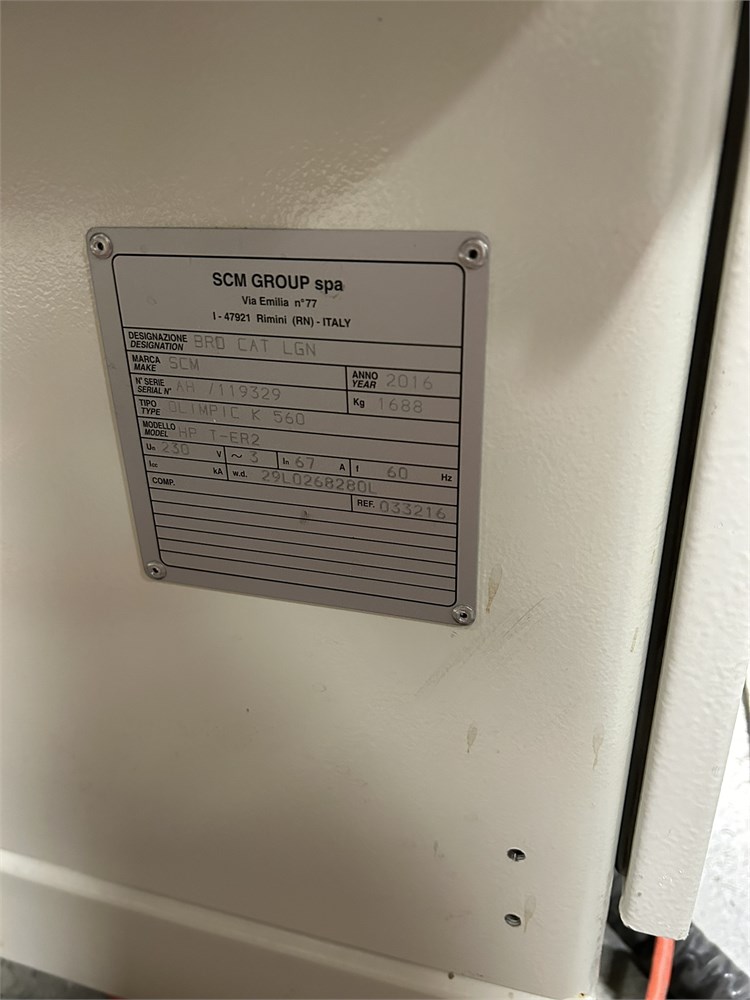 SCM GROUP spa
Via Emilia n°77
I - 47921 Rimini (RN) - ITALY
DESIGNAZIONE
DESIGNATION BRD CAT LGN
MARCA
MAKE SCM
ANNO
YEAR 2016
N° SERIE
SERIAL N° AH /119329
Kg 1688
TIPO
TYPE OLIMPIC K 560
MODELLO
MODEL HP T-ER2
Un 230 V ~ 3 In 67 A f 60 Hz
Icc kA w.d. 29L0268280L
COMP. REF. 033216